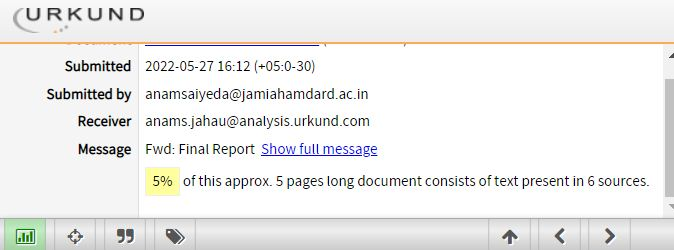 URKUND
Submitted 2022-05-27 16:12 (+05:0-30)
Submitted by anamsaiyeda@jamiahamdard.ac.in
Receiver anams.jahau@analysis.urkund.com
Message Fwd: Final Report Show full message
5% of this approx. 5 pages long document consists of text present in 6 sources.